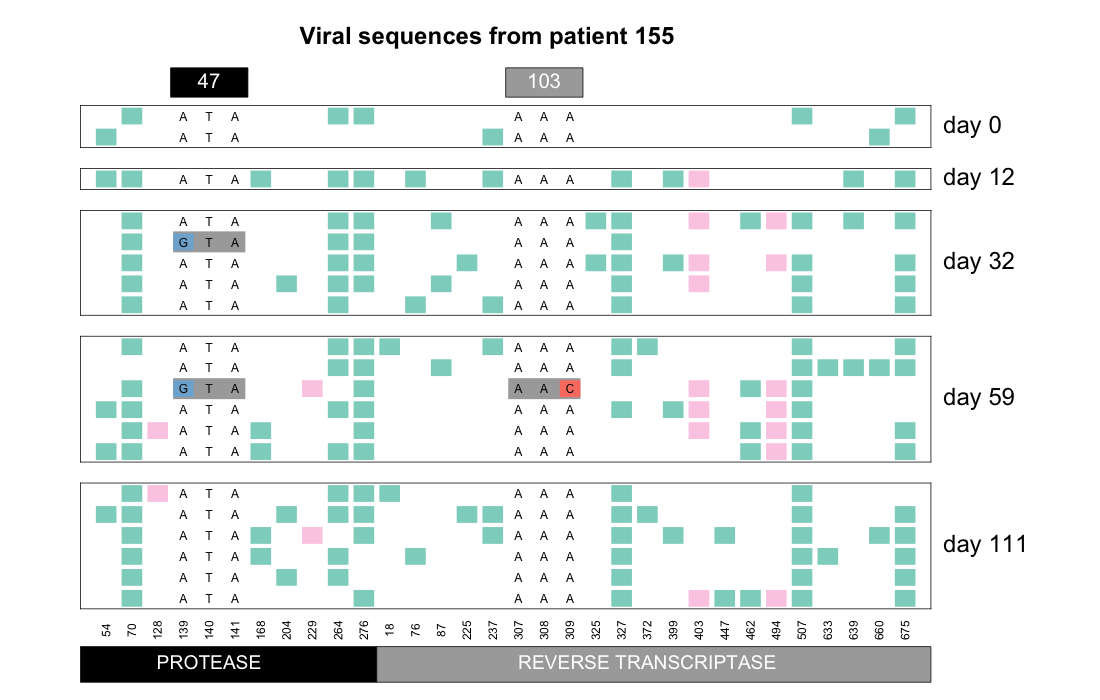 Viral sequences from patient 155
47 103
A T A A A A
A T A A A A
day 0
A T A A A A
day 12
A T A A A A
G T A A A A
A T A A A A
A T A A A A
A T A A A A
day 32
A T A A A A
A T A A A A
G T A A A C
A T A A A A
A T A A A A
A T A A A A
day 59
A T A A A A
A T A A A A
A T A A A A
A T A A A A
A T A A A A
A T A A A A
day 111
54 70 128 139 140 141 168 204 229 264 276 18 76 87 225 237 307 308 309 325 327 372 399 403 447 462 494 507 633 639 660 675
PROTEASE REVERSE TRANSCRIPTASE